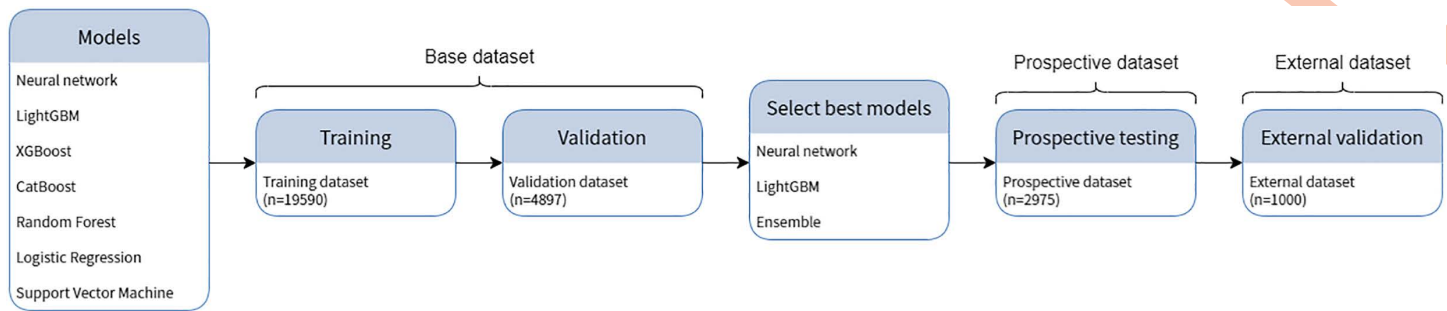 Models
Neural network
LightGBM
XGBoost
CatBoost
Random Forest
Logistic Regression
Support Vector Machine
Base dataset
Training
Training dataset
(n=19590)
Validation
Validation dataset
(n=4897)
Select best models
Neural network
LightGBM
Ensemble
Prospective dataset
Prospective testing
Prospective dataset
(n=2975)
External dataset
External validation
External dataset
(n=1000)